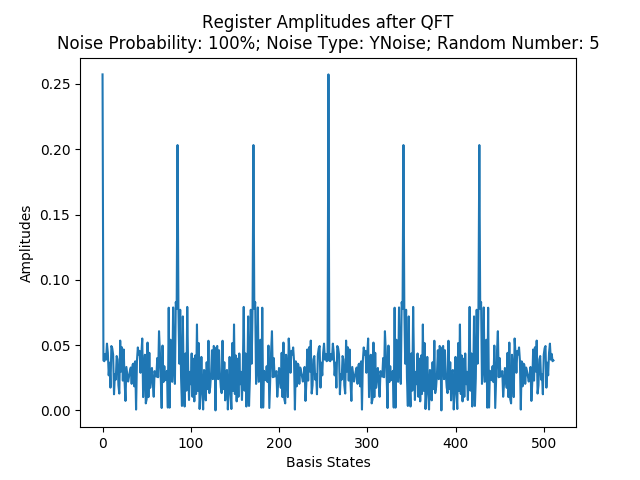 Register Amplitudes after QFT
Noise Probability: 100%; Noise Type: YNoise; Random Number: 5
0.25
0.20
0.15
0.10
0.05
0.00
Amplitudes
0 100 200 300 400 500
Basis States